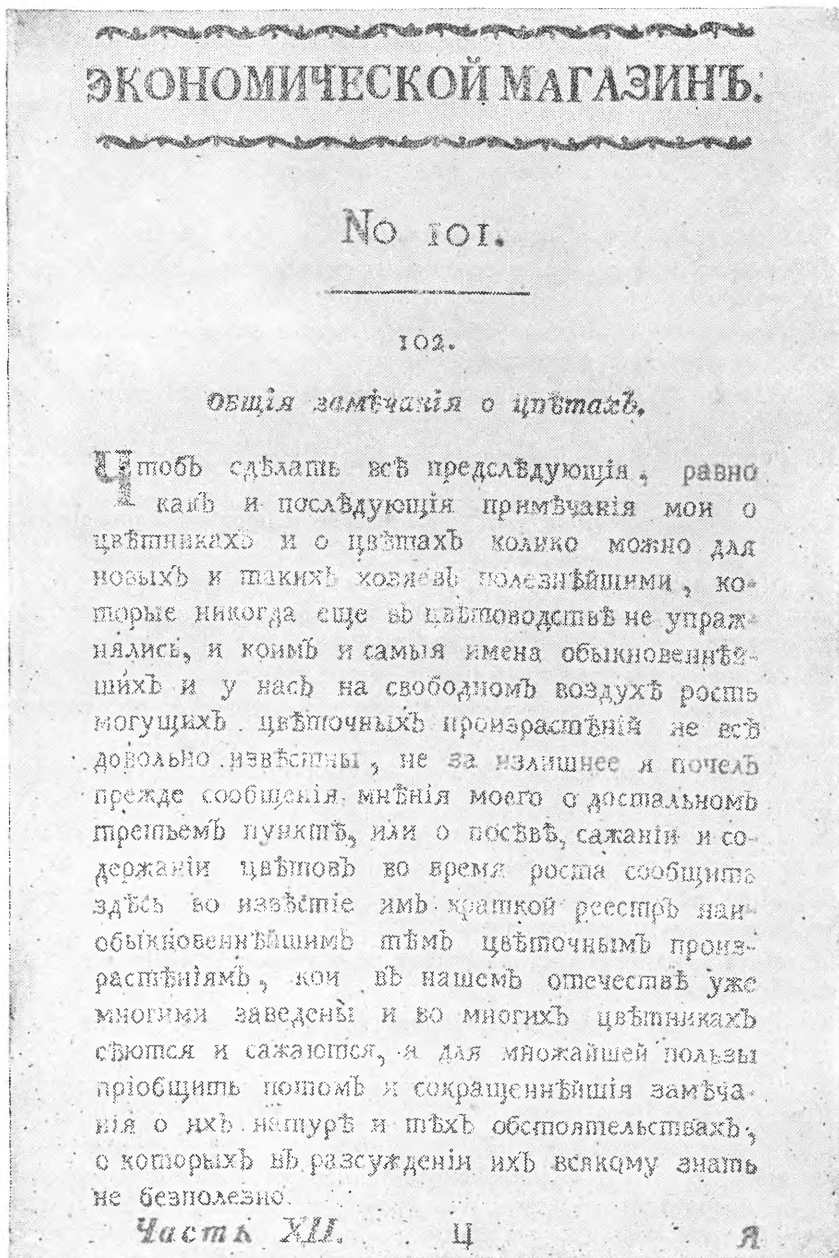 ЭКОНОМИЧЕСКОЙ МАГАЗИНЪ.
No 101.
102.
ОБЩІЯ замѣчанія о цвѣтахъ.
Чтобъ сдѣлать всѣ предслѣдующія, равно
какъ и послѣдующія примѣчанія мои о
цвѣтникахъ и о цвѣтахъ колико можно для
новыхъ и такихъ хозяевъ полезнѣйшими, ко-
торые никогда еще въ цвѣтоводствѣ не упраж-
нялись, и коимъ и самыя имена обыкновеннѣй-
шихъ и у насъ на свободномъ воздухѣ рость
могущихъ цвѣточныхъ произрастѣній не всѣ
довольно извѣстны, не за излишнее я почелъ
прежде сообщенія мнѣнія моего о достальномъ
третьемъ пунктѣ, или о посѣвѣ, сажаніи и со-
держаніи цвѣтовъ во время роста сообщить
здѣсь во извѣстіе имъ краткой реестръ наи-
обыкновеннѣйшимъ тѣмъ цвѣточнымъ произ-
растѣніямъ, кои въ нашемъ отечествѣ уже
многими заведены и во многихъ цвѣтникахъ
сѣются и сажаются, а для множайшей пользы
пріобщить потомъ и сокращеннѣйшія замѣча-
нія о ихъ натурѣ и тѣхъ обстоятельствахъ,
о которыхъ въ разсужденіи ихъ всякому знать
не безполезно.
Часть XII. Ц я